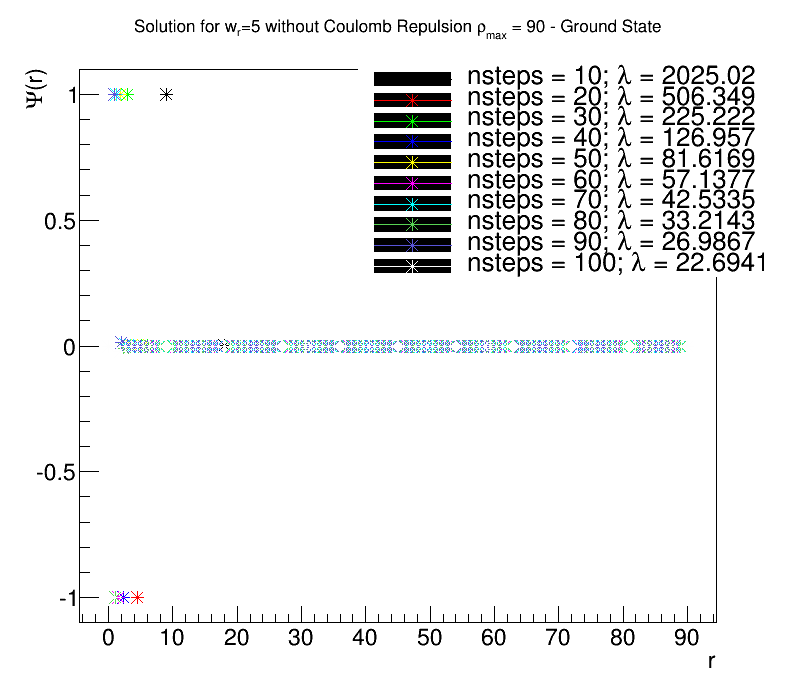 Solution for wr=5 without Coulomb Repulsion ρmax = 90 - Ground State
Ψ(r)
nsteps = 10; λ = 2025.02
nsteps = 20; λ = 506.349
nsteps = 30; λ = 225.222
nsteps = 40; λ = 126.957
nsteps = 50; λ = 81.6169
nsteps = 60; λ = 57.1377
nsteps = 70; λ = 42.5335
nsteps = 80; λ = 33.2143
nsteps = 90; λ = 26.9867
nsteps = 100; λ = 22.6941
1
0.5
0
-0.5
-1
0 10 20 30 40 50 60 70 80 90
r